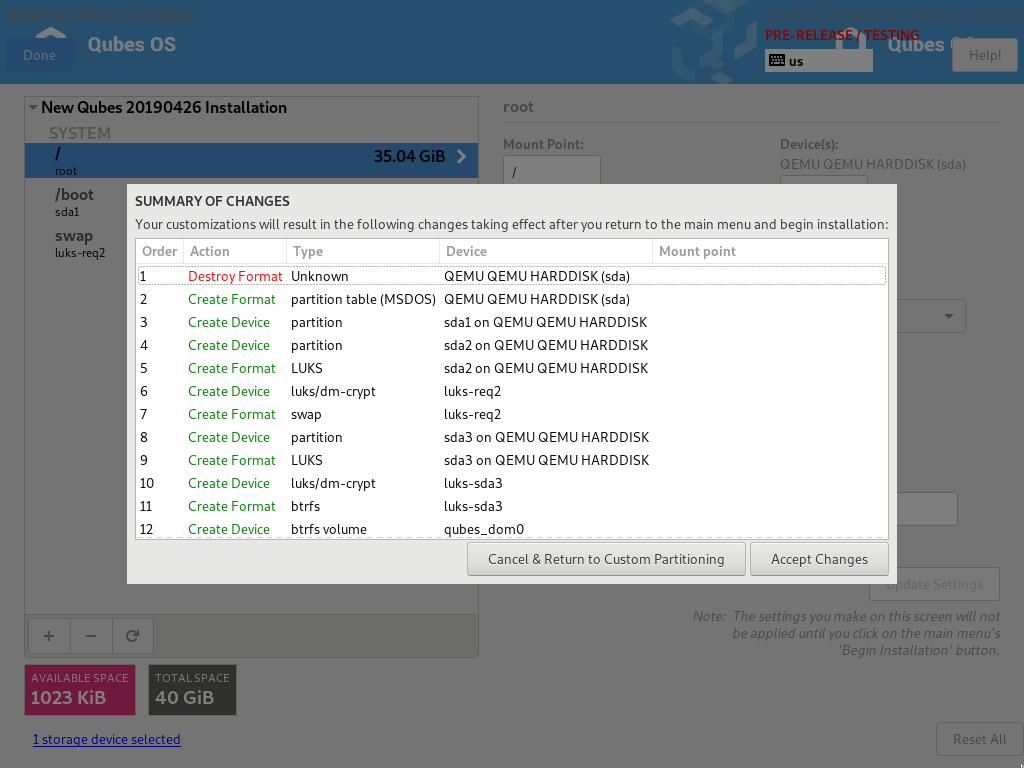 MANUAL PARTITIONING
QUBES OS
Done
PRE-RELEASE / TESTING
us
Qubes OS
Help!
New Qubes 20190426 Installation
SYSTEM
/
35.04 GiB
root
/boot
sda1
swap
luks-req2
root
Mount Point:
Device(s):
/
QEMU QEMU HARDDISK (sda)
SUMMARY OF CHANGES
Your customizations will result in the following changes taking effect after you return to the main menu and begin installation:
Order Action Type Device Mount point
1 Destroy Format Unknown QEMU QEMU HARDDISK (sda)
2 Create Format partition table (MSDOS) QEMU QEMU HARDDISK (sda)
3 Create Device partition sda1 on QEMU QEMU HARDDISK
4 Create Device partition sda2 on QEMU QEMU HARDDISK
5 Create Format LUKS sda2 on QEMU QEMU HARDDISK
6 Create Device luks/dm-crypt luks-req2
7 Create Format swap luks-req2
8 Create Device partition sda3 on QEMU QEMU HARDDISK
9 Create Format LUKS sda3 on QEMU QEMU HARDDISK
10 Create Device luks/dm-crypt luks-sda3
11 Create Format btrfs luks-sda3
12 Create Device btrfs volume qubes_dom0
Cancel & Return to Custom Partitioning
Accept Changes
Update Settings
Note: The settings you make on this screen will not
be applied until you click on the main menu's
'Begin Installation' button.
AVAILABLE SPACE
1023 KiB
TOTAL SPACE
40 GiB
1 storage device selected
Reset All